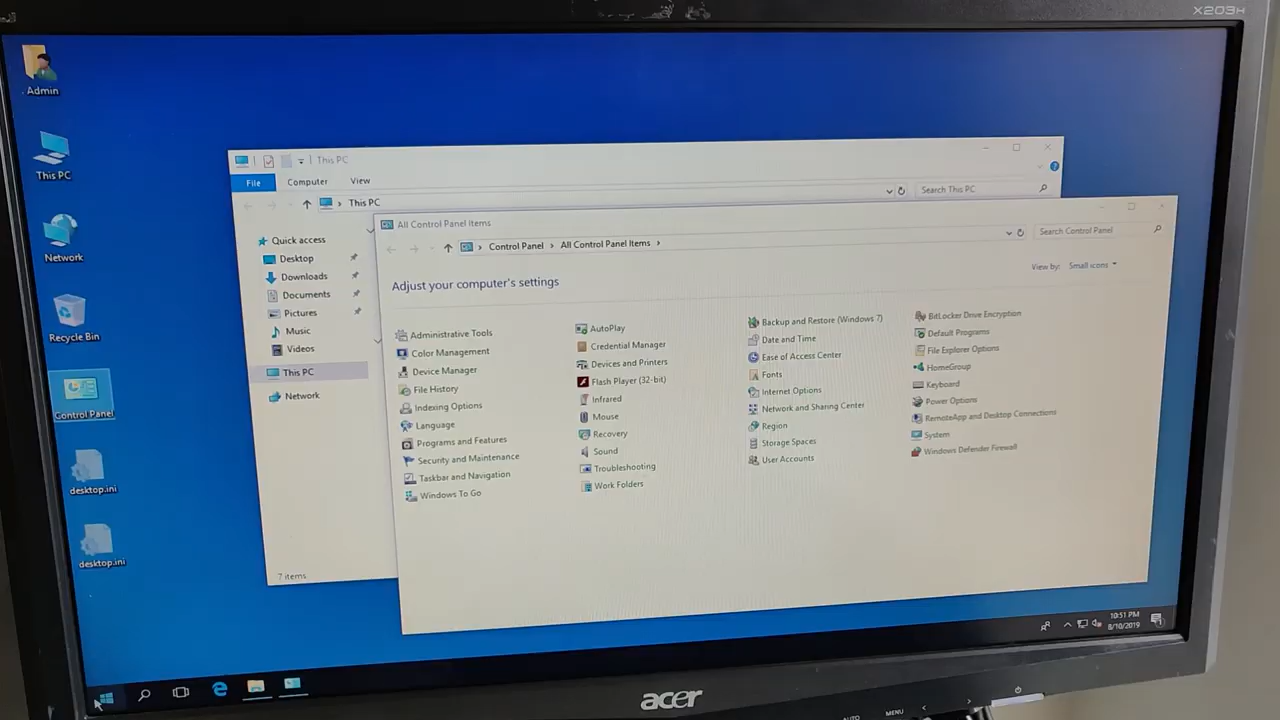 X203H
Admin
This PC
Network
Recycle Bin
Control Panel
desktop.ini
desktop.ini
This PC
File
Computer
View
This PC
Search This PC
Quick access
Desktop
Downloads
Documents
Pictures
Music
Videos
This PC
Network
7 items
All Control Panel Items
Control Panel
All Control Panel Items
Search Control Panel
Adjust your computer's settings
View by: Small icons
Administrative Tools
Color Management
Device Manager
File History
Indexing Options
Language
Programs and Features
Security and Maintenance
Taskbar and Navigation
Windows To Go
AutoPlay
Credential Manager
Devices and Printers
Flash Player (32-bit)
Infrared
Mouse
Recovery
Sound
Troubleshooting
Work Folders
Backup and Restore (Windows 7)
Date and Time
Ease of Access Center
Fonts
Internet Options
Network and Sharing Center
Region
Storage Spaces
User Accounts
BitLocker Drive Encryption
Default Programs
File Explorer Options
HomeGroup
Keyboard
Power Options
RemoteApp and Desktop Connections
System
Windows Defender Firewall
10:51 PM
8/10/2019
acer
AUTO
MENU